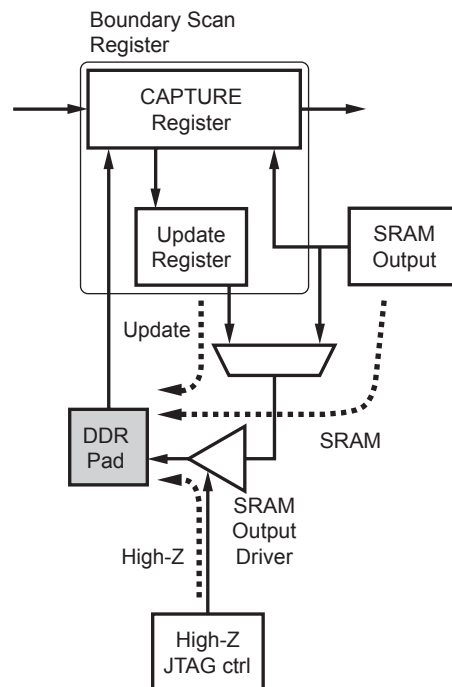 Boundary Scan
Register
CAPTURE
Register
Update
Register
SRAM
Output
Update
SRAM
DDR
Pad
SRAM
Output
Driver
High-Z
High-Z
JTAG ctrl